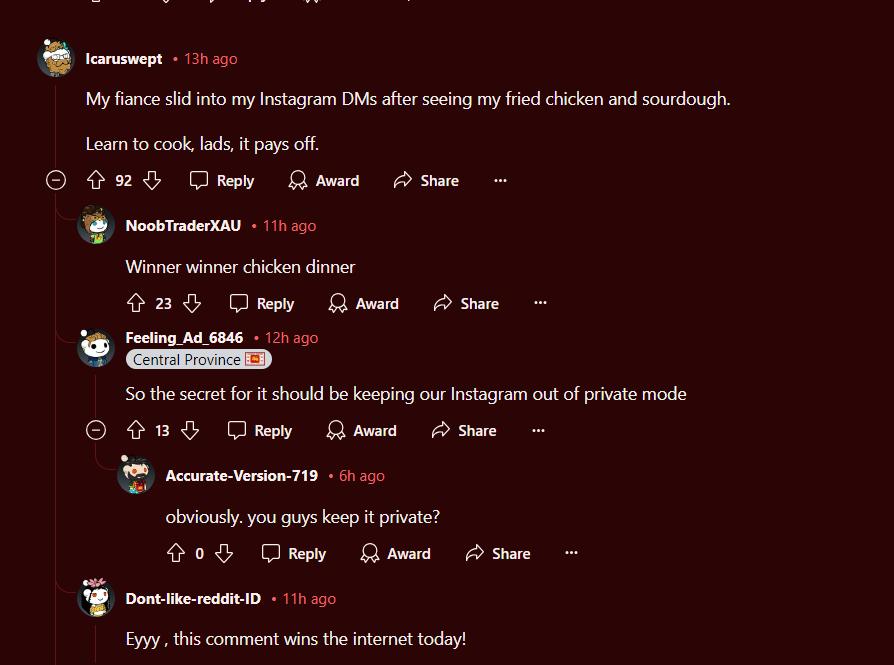 Icaruswept • 13h ago
My fiance slid into my Instagram DMs after seeing my fried chicken and sourdough.
Learn to cook, lads, it pays off.
92 Reply Award Share ...
NoobTraderXAU • 11h ago
Winner winner chicken dinner
23 Reply Award Share ...
Feeling_Ad_6846 • 12h ago
Central Province
So the secret for it should be keeping our Instagram out of private mode
13 Reply Award Share ...
Accurate-Version-719 • 6h ago
obviously. you guys keep it private?
0 Reply Award Share ...
Dont-like-reddit-ID • 11h ago
Eyyy , this comment wins the internet today!